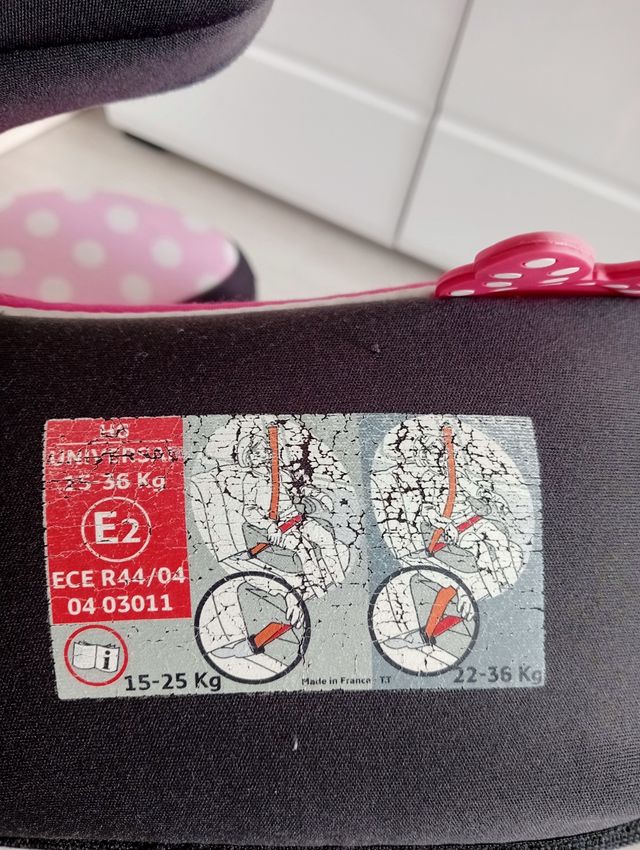 UNIVERSAL
15-36 Kg
E2
ECE R44/04
04 03011
i
15-25 Kg
Made in France - T.T
22-36 Kg